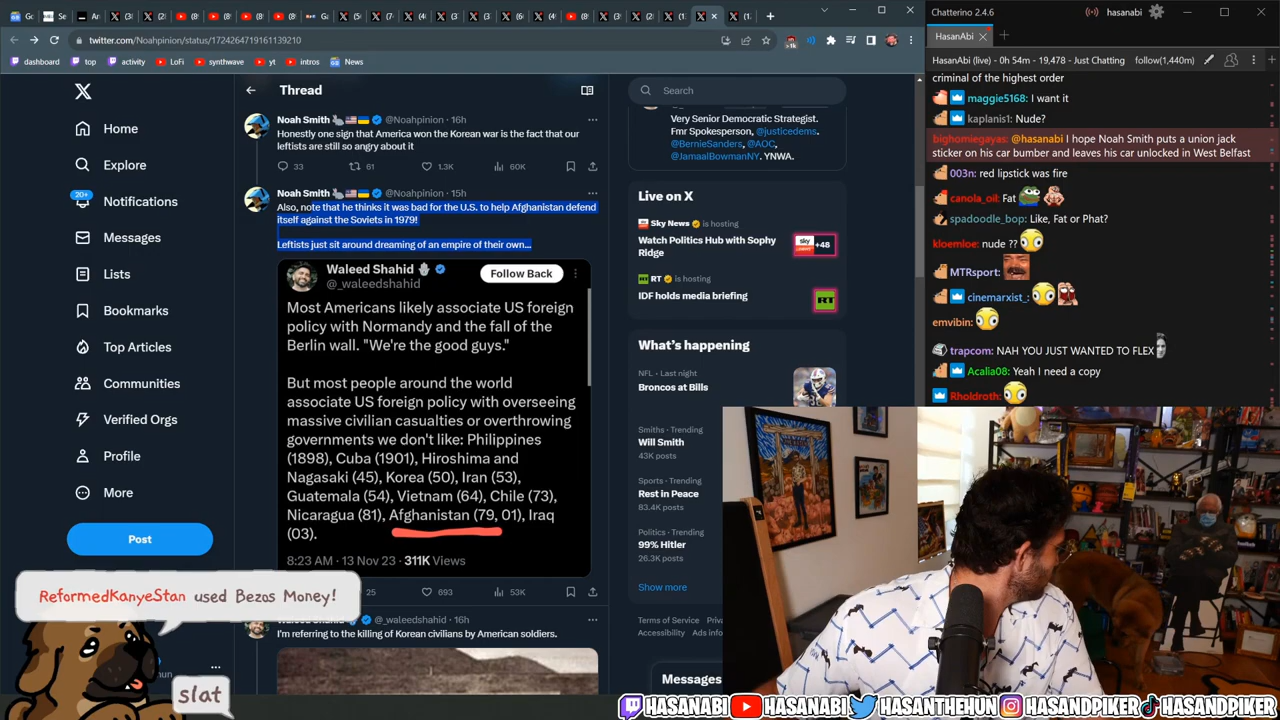 twitter.com/Noahpinion/status/1724264719161139210
dashboard
top
activity
LoFi
synthwave
yt
intros
News
Home
Explore
20+
Notifications
Messages
Lists
Bookmarks
Top Articles
Communities
Verified Orgs
Profile
More
Post
Thread
Noah Smith @Noahpinion · 16h
Honestly one sign that America won the Korean war is the fact that our
leftists are still so angry about it
33 61 1.3K 60K
Noah Smith @Noahpinion · 15h
Also, note that he thinks it was bad for the U.S. to help Afghanistan defend
itself against the Soviets in 1979!
Leftists just sit around dreaming of an empire of their own...
Waleed Shahid
@_waleedshahid
Follow Back
Most Americans likely associate US foreign
policy with Normandy and the fall of the
Berlin wall. "We're the good guys."
But most people around the world
associate US foreign policy with overseeing
massive civilian casualties or overthrowing
governments we don't like: Philippines
(1898), Cuba (1901), Hiroshima and
Nagasaki (45), Korea (50), Iran (53),
Guatemala (54), Vietnam (64), Chile (73),
Nicaragua (81), Afghanistan (79, 01), Iraq
(03).
8:23 AM · 13 Nov 23 · 311K Views
25 693 53K
@_waleedshahid · 16h
I'm referring to the killing of Korean civilians by American soldiers.
Search
Very Senior Democratic Strategist.
Fmr Spokesperson, @justicedems.
@BernieSanders, @AOC,
@JamaalBowmanNY. YNWA.
Live on X
Sky News is hosting
Watch Politics Hub with Sophy
Ridge
sky
+48
RT is hosting
IDF holds media briefing
RT
What's happening
NFL · Last night
Broncos at Bills
Smiths · Trending
Will Smith
43K posts
Sports · Trending
Rest in Peace
83.4K posts
Politics · Trending
99% Hitler
26.3K posts
Show more
Terms of Service
Accessibility Ads info
Messages
Chatterino 2.4.6
hasanabi
HasanAbi
HasanAbi (live) - 0h 54m - 19,478 - Just Chatting
follow(1,440m)
criminal of the highest order
maggie5168: I want it
kaplanis1: Nude?
bighomiegayas: @hasanabi I hope Noah Smith puts a union jack
sticker on his car bumber and leaves his car unlocked in West Belfast
003n: red lipstick was fire
canola_oil: Fat
spadoodle_bop: Like, Fat or Phat?
kloemloe: nude ??
MTRsport:
cinemarxist_:
emvibin:
trapcom: NAH YOU JUST WANTED TO FLEX
Acalia08: Yeah I need a copy
Rholdroth:
ReformedKanyeStan used Bezos Money!
slat
HASANABI
HASANABI
HASANTHEHUN
HASANDPIKER
HASANDPIKER